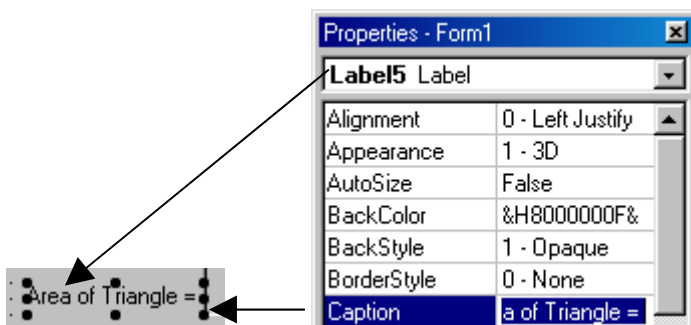 Properties - Form1
Label5 Label
Alignment 0 - Left Justify
Appearance 1 - 3D
AutoSize False
BackColor &H8000000F&
BackStyle 1 - Opaque
BorderStyle 0 - None
Caption a of Triangle =
Area of Triangle =